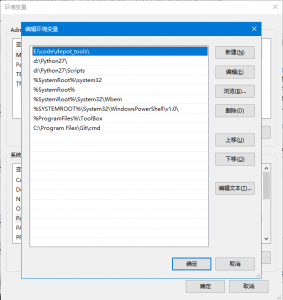 环境变量
编辑环境变量
E:\code\depot_tools\
d:\Python27\
d:\Python27\Scripts
%SystemRoot%\system32
%SystemRoot%
%SystemRoot%\System32\Wbem
%SYSTEMROOT%\System32\WindowsPowerShell\v1.0\
%ProgramFiles%\ToolBox
C:\Program Files\Git\cmd
新建(N)
编辑(E)
浏览(B)...
删除(D)
上移(U)
下移(O)
编辑文本(T)...
确定
取消
确定
取消